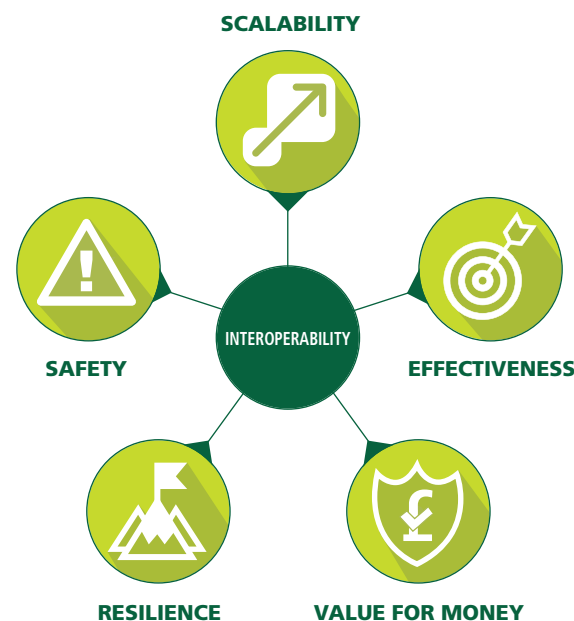 SCALABILITY
INTEROPERABILITY
SAFETY
EFFECTIVENESS
RESILIENCE
VALUE FOR MONEY